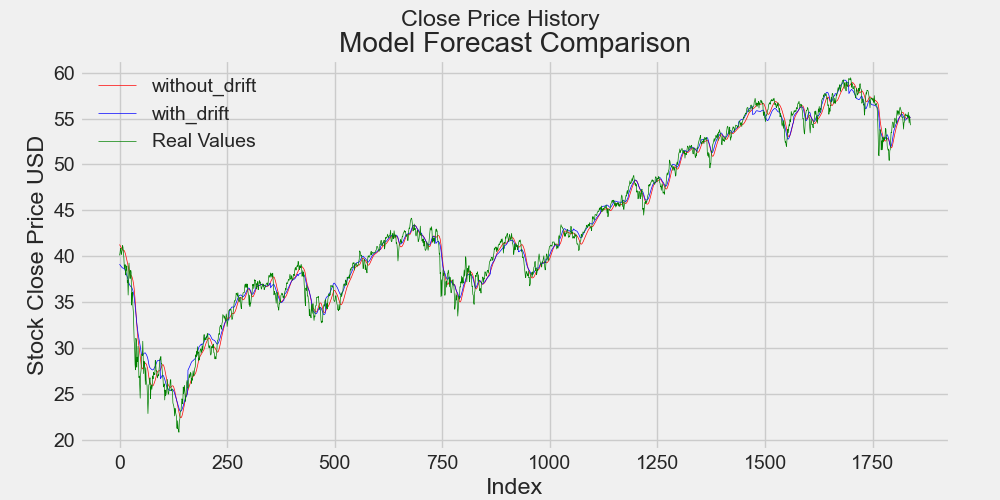 Close Price History
Model Forecast Comparison
without_drift
with_drift
Real Values
Stock Close Price USD
60
55
50
45
40
35
30
25
20
0 250 500 750 1000 1250 1500 1750
Index